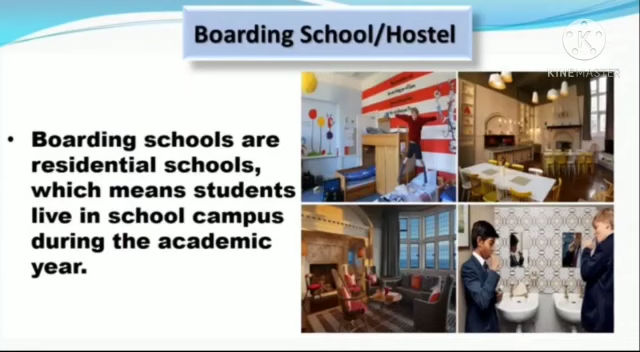 Boarding School/Hostel
KINEMASTER
• Boarding schools are
residential schools,
which means students
live in school campus
during the academic
year.